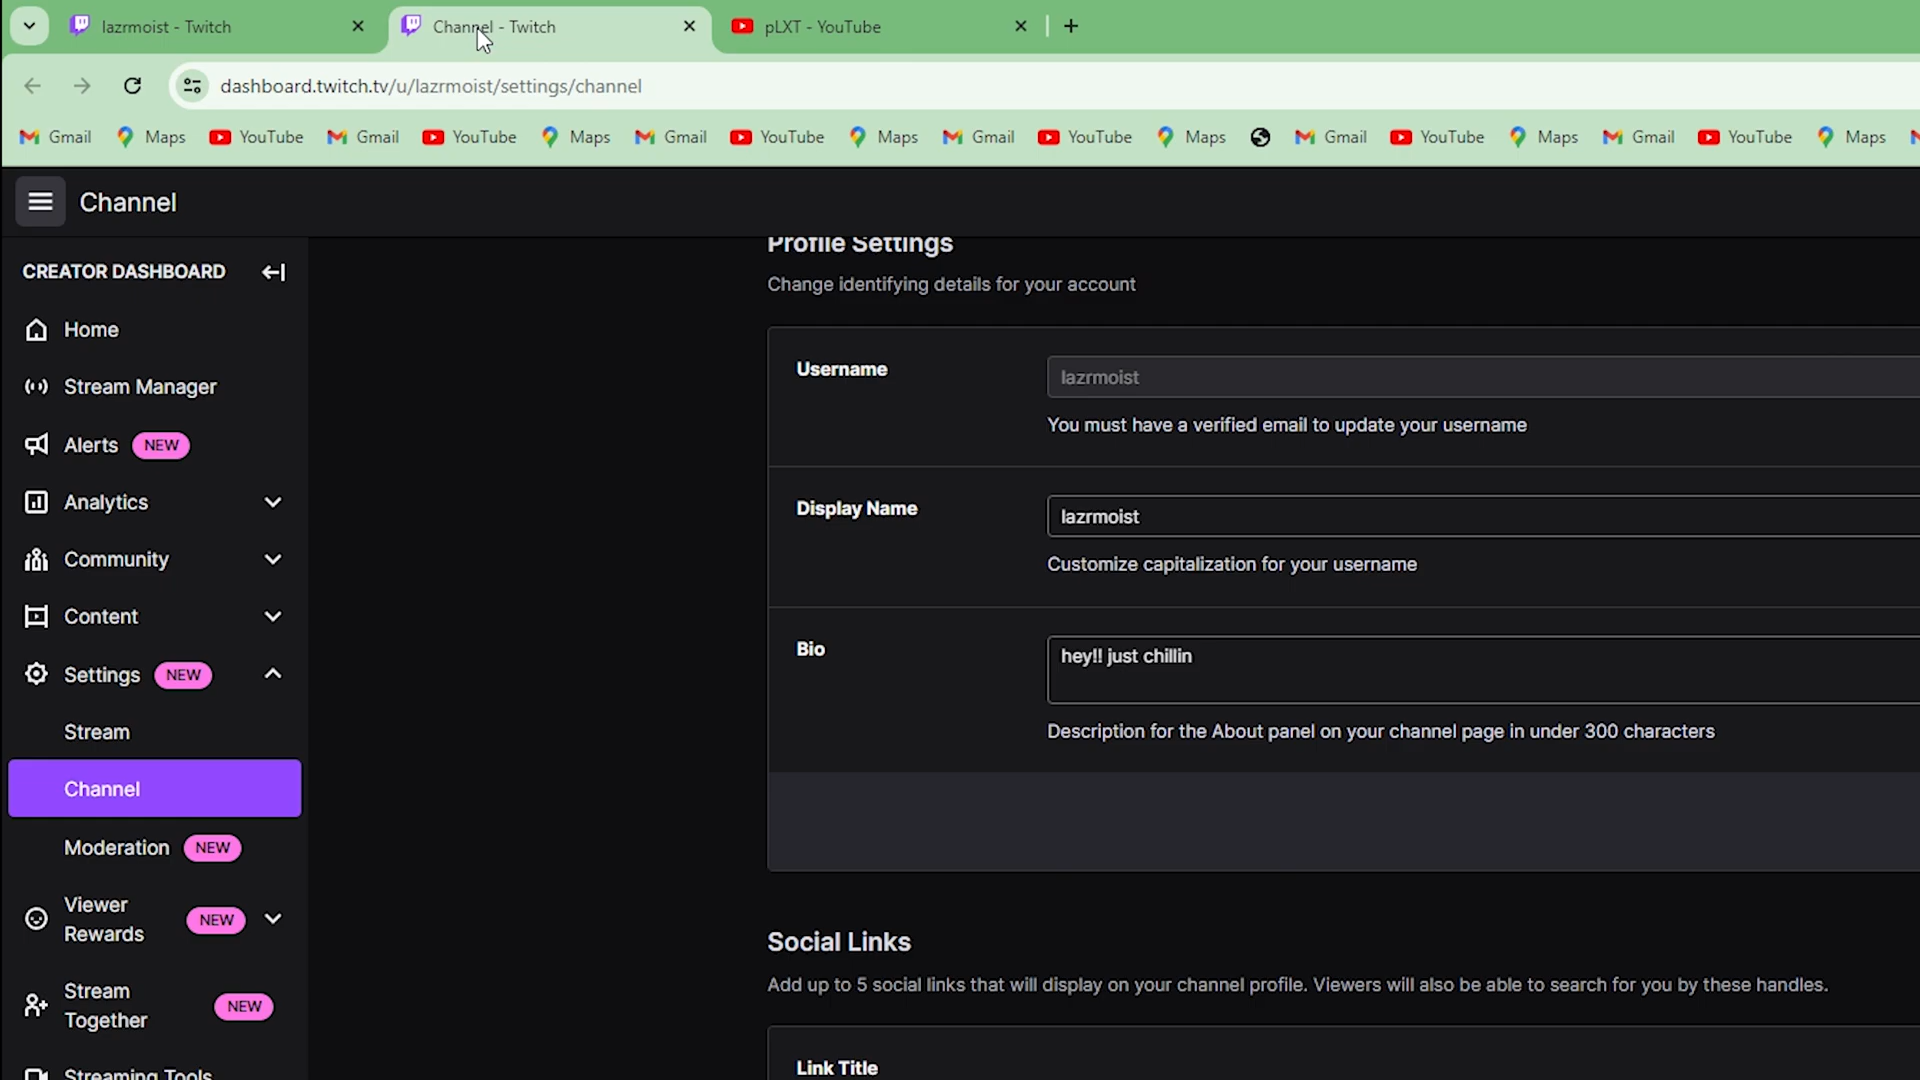 lazrmoist - Twitch
Channel - Twitch
pLXT - YouTube
dashboard.twitch.tv/u/lazrmoist/settings/channel
Gmail Maps YouTube Gmail YouTube Maps Gmail YouTube Maps Gmail YouTube Maps Gmail YouTube Maps Gmail YouTube Maps
Channel
CREATOR DASHBOARD
Home
Stream Manager
Alerts NEW
Analytics
Community
Content
Settings NEW
Stream
Channel
Moderation NEW
Viewer
Rewards NEW
Stream
Together NEW
Streaming Tools
Profile Settings
Change identifying details for your account
Username
lazrmoist
You must have a verified email to update your username
Display Name
lazrmoist
Customize capitalization for your username
Bio
hey!! just chillin
Description for the About panel on your channel page in under 300 characters
Social Links
Add up to 5 social links that will display on your channel profile. Viewers will also be able to search for you by these handles.
Link Title